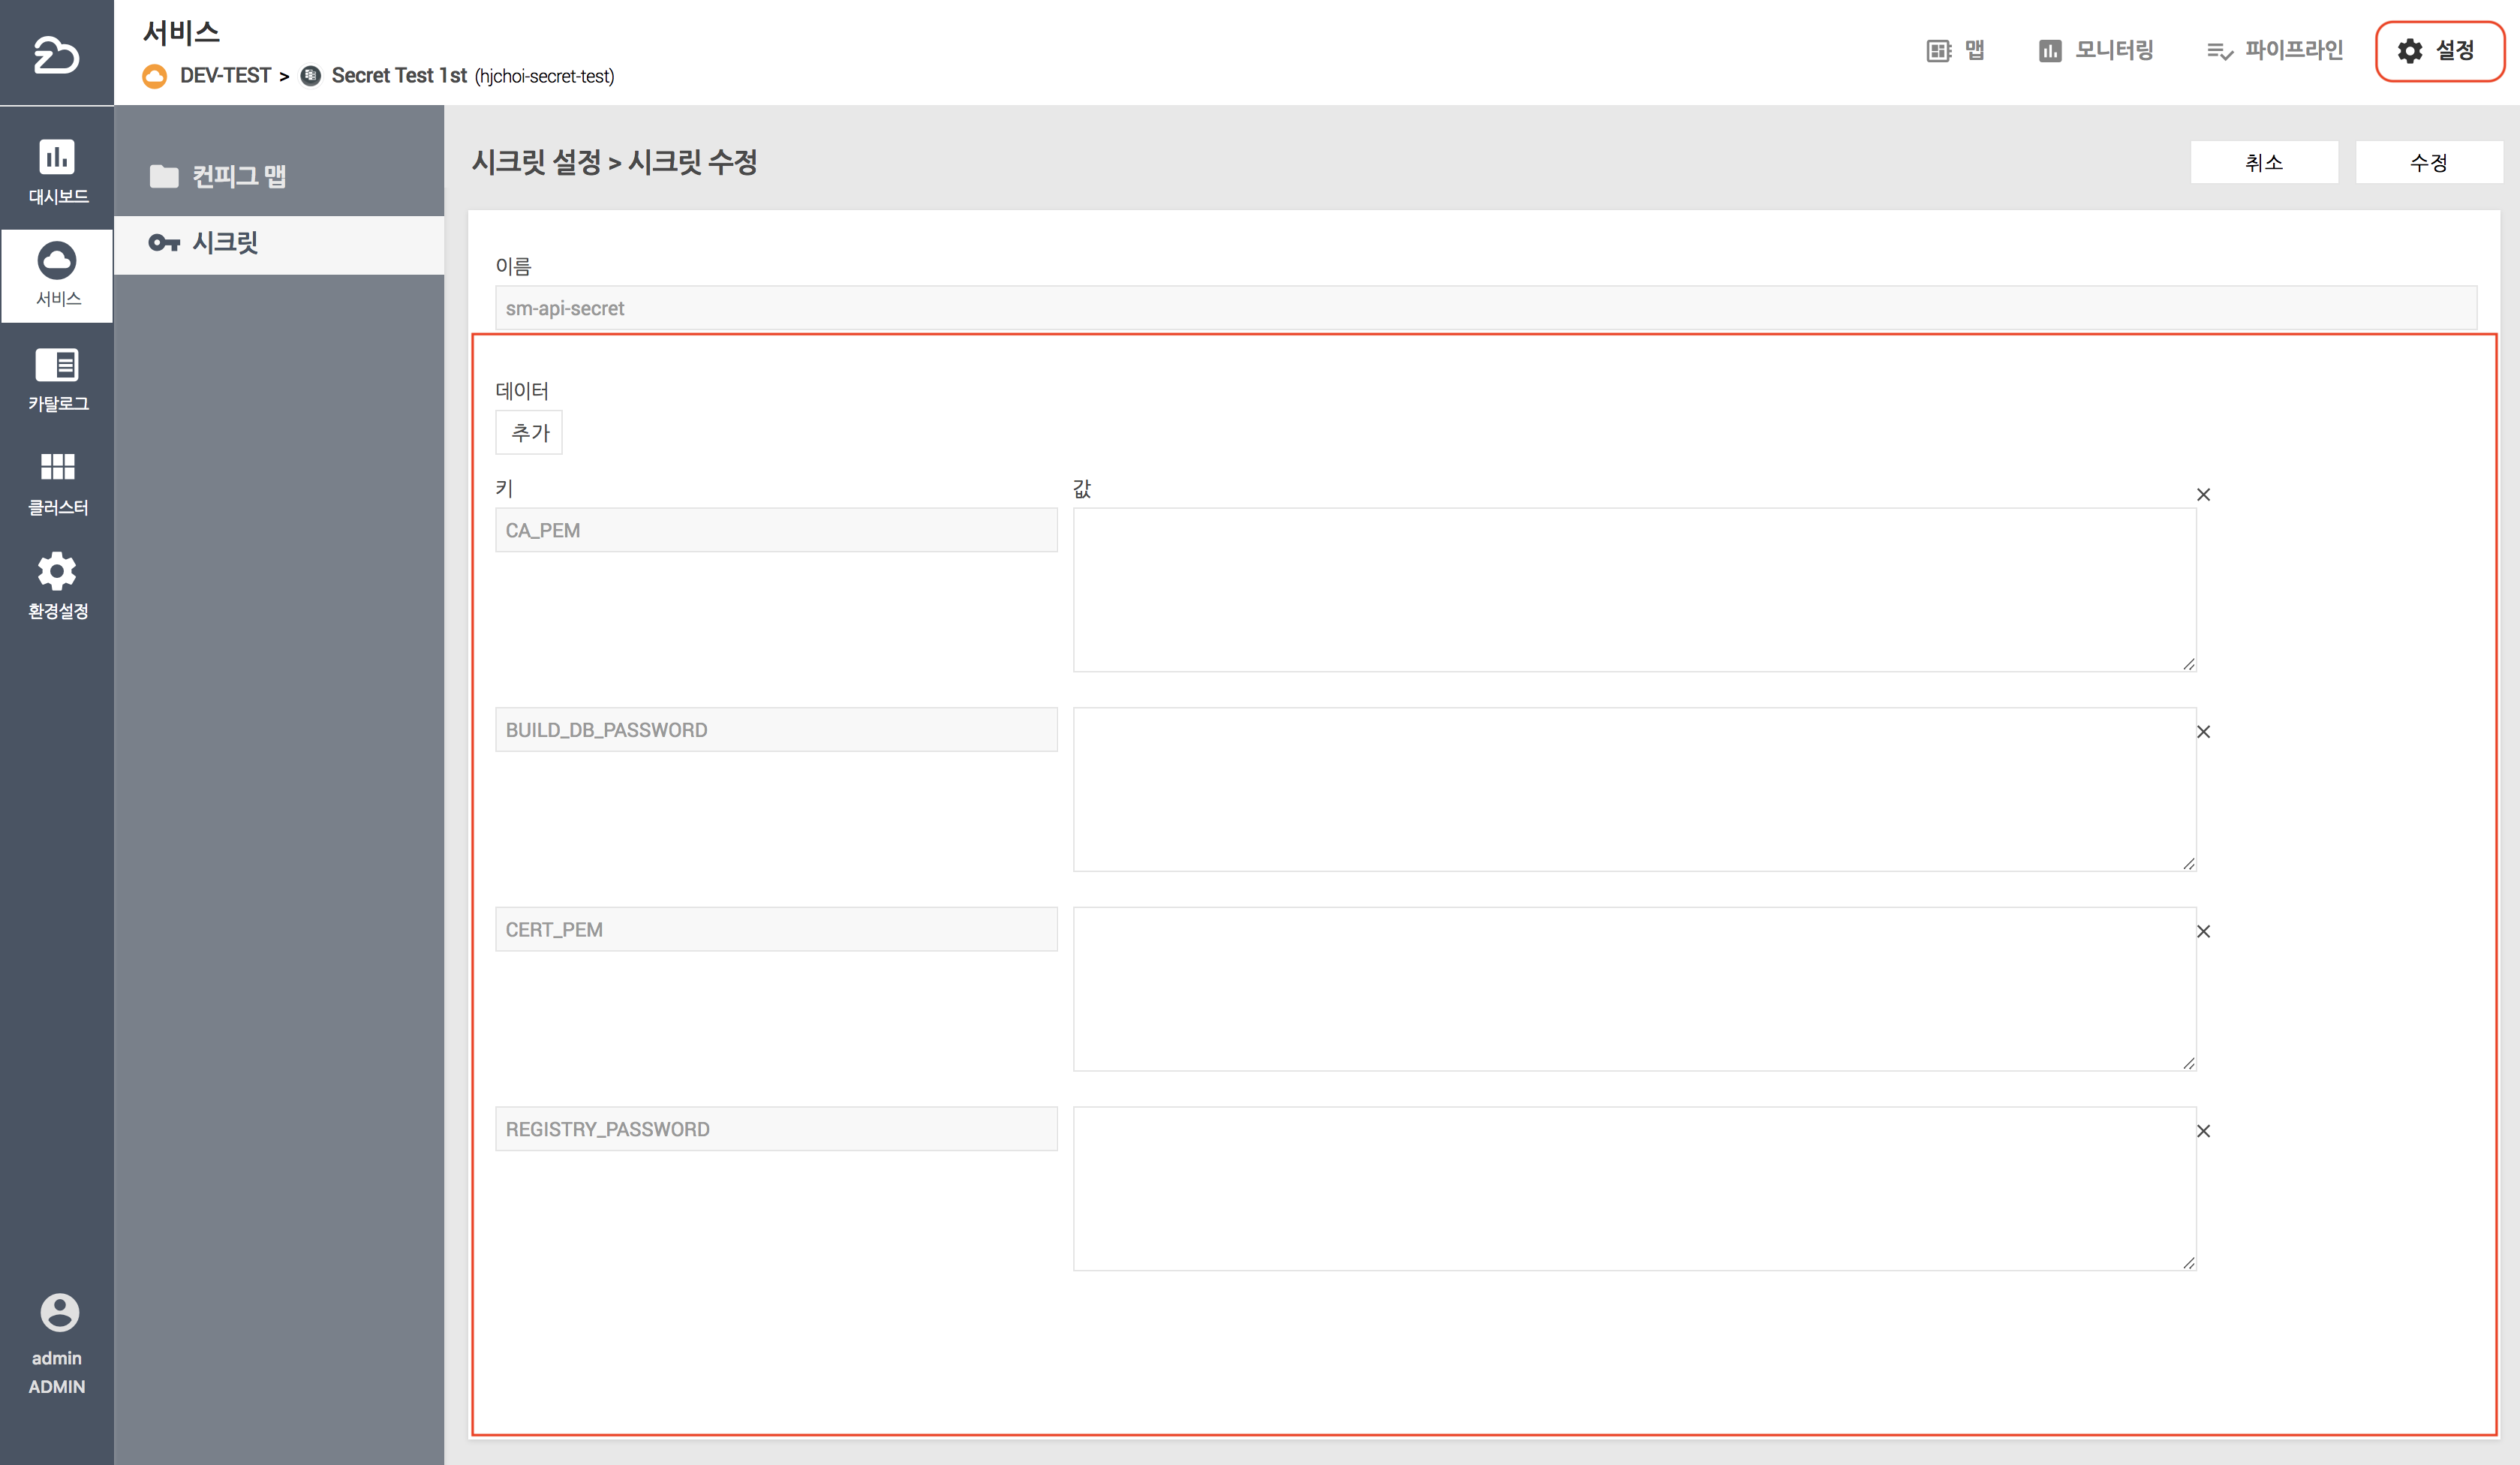 서비스
DEV-TEST > Secret Test 1st (hjchoi-secret-test)
맵
모니터링
파이프라인
설정
대시보드
서비스
카탈로그
클러스터
환경설정
admin
ADMIN
컨피그 맵
시크릿
시크릿 설정 > 시크릿 수정
취소
수정
이름
sm-api-secret
데이터
추가
키
값
CA_PEM
BUILD_DB_PASSWORD
CERT_PEM
REGISTRY_PASSWORD